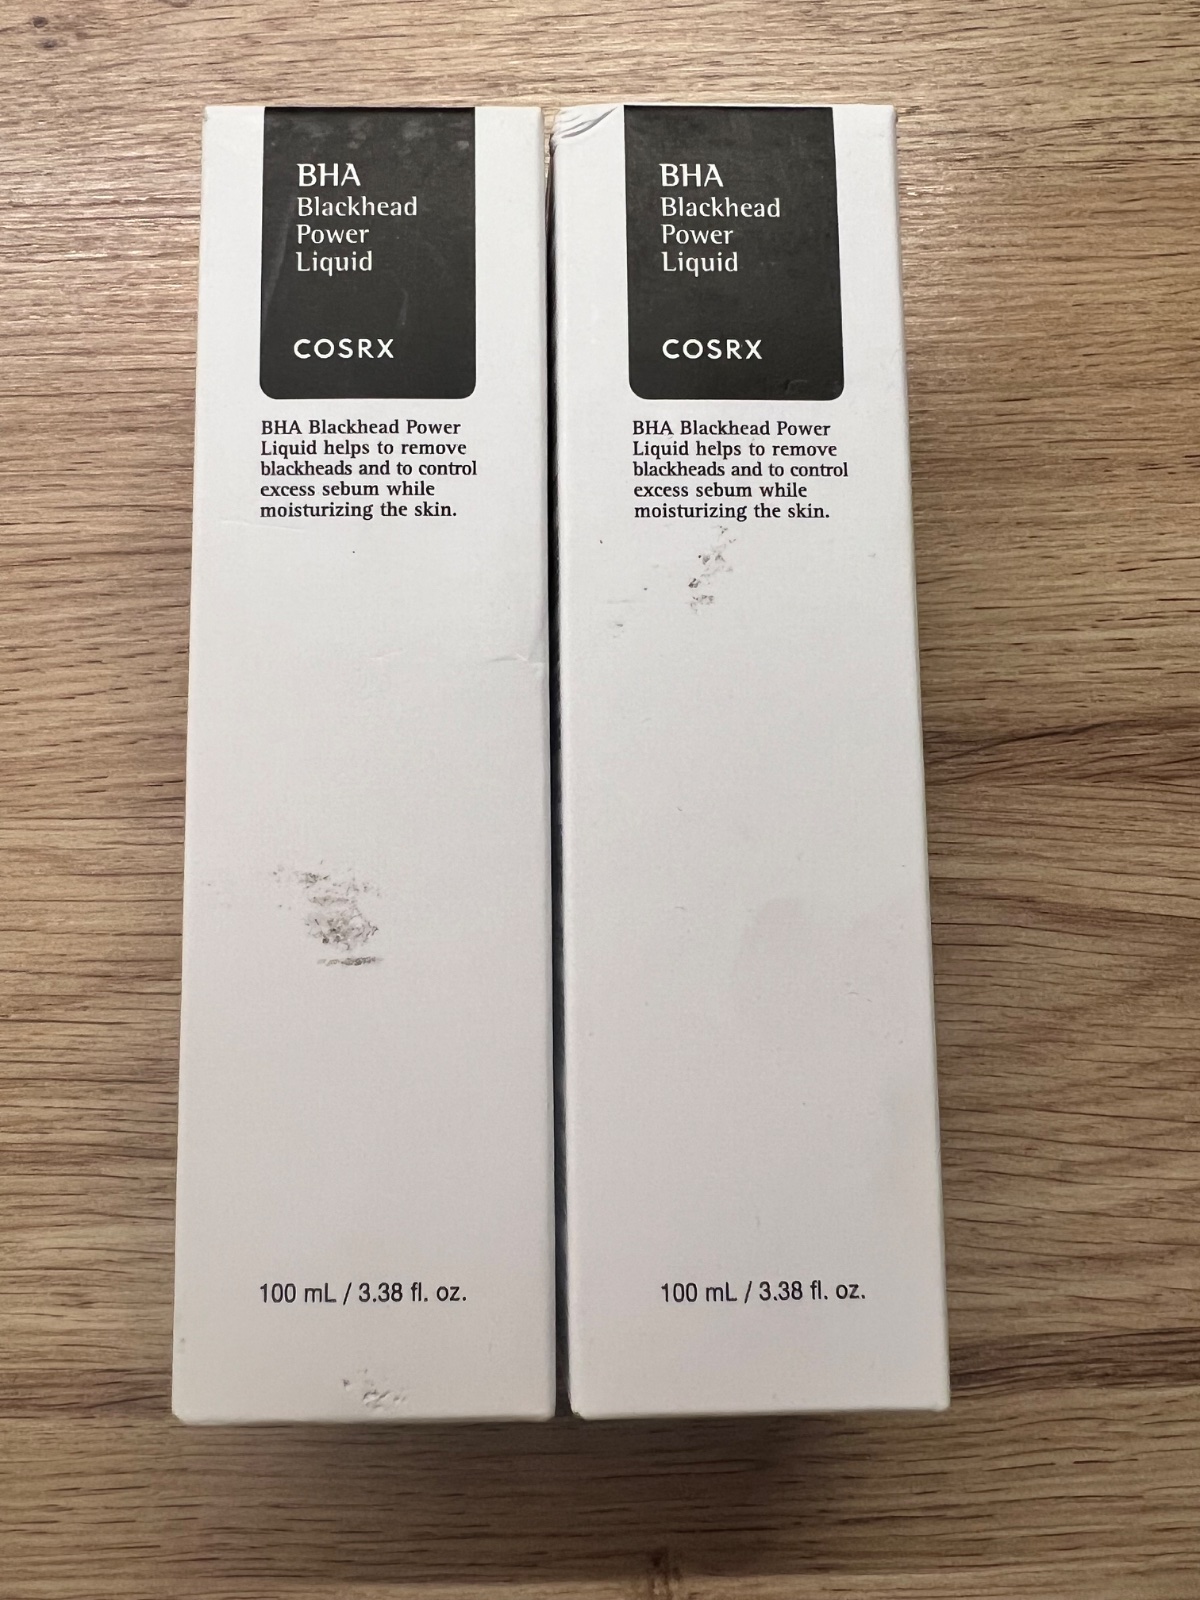 BHA
Blackhead
Power
Liquid
COSRX
BHA Blackhead Power
Liquid helps to remove
blackheads and to control
excess sebum while
moisturizing the skin.
100 mL / 3.38 fl. oz.
BHA
Blackhead
Power
Liquid
COSRX
BHA Blackhead Power
Liquid helps to remove
blackheads and to control
excess sebum while
moisturizing the skin.
100 mL / 3.38 fl. oz.